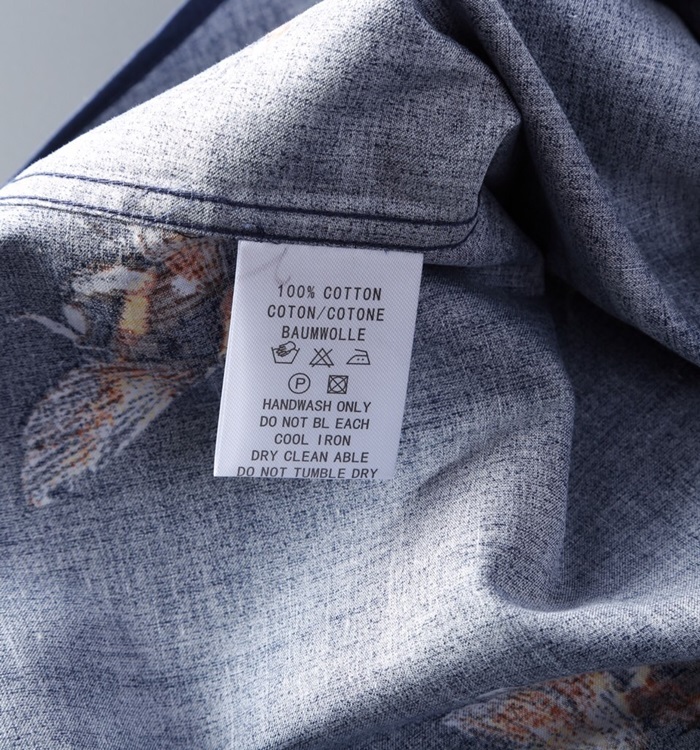 100% COTTON
COTON/COTONE
BAUMWOLLE
P
HANDWASH ONLY
DO NOT BL EACH
COOL IRON
DRY CLEAN ABLE
DO NOT TUMBLE DRY